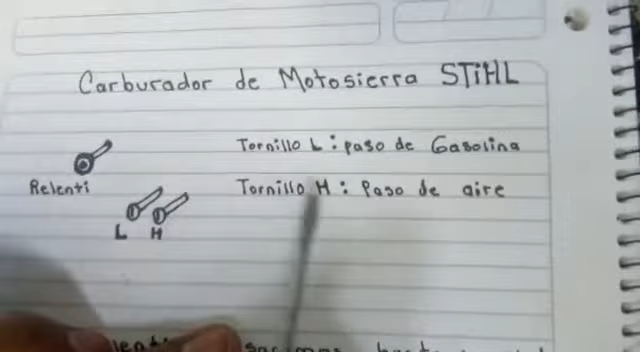 Carburador de Motosierra STIHL
Tornillo L : paso de Gasolina
Relenti
Tornillo H : Paso de aire
L H